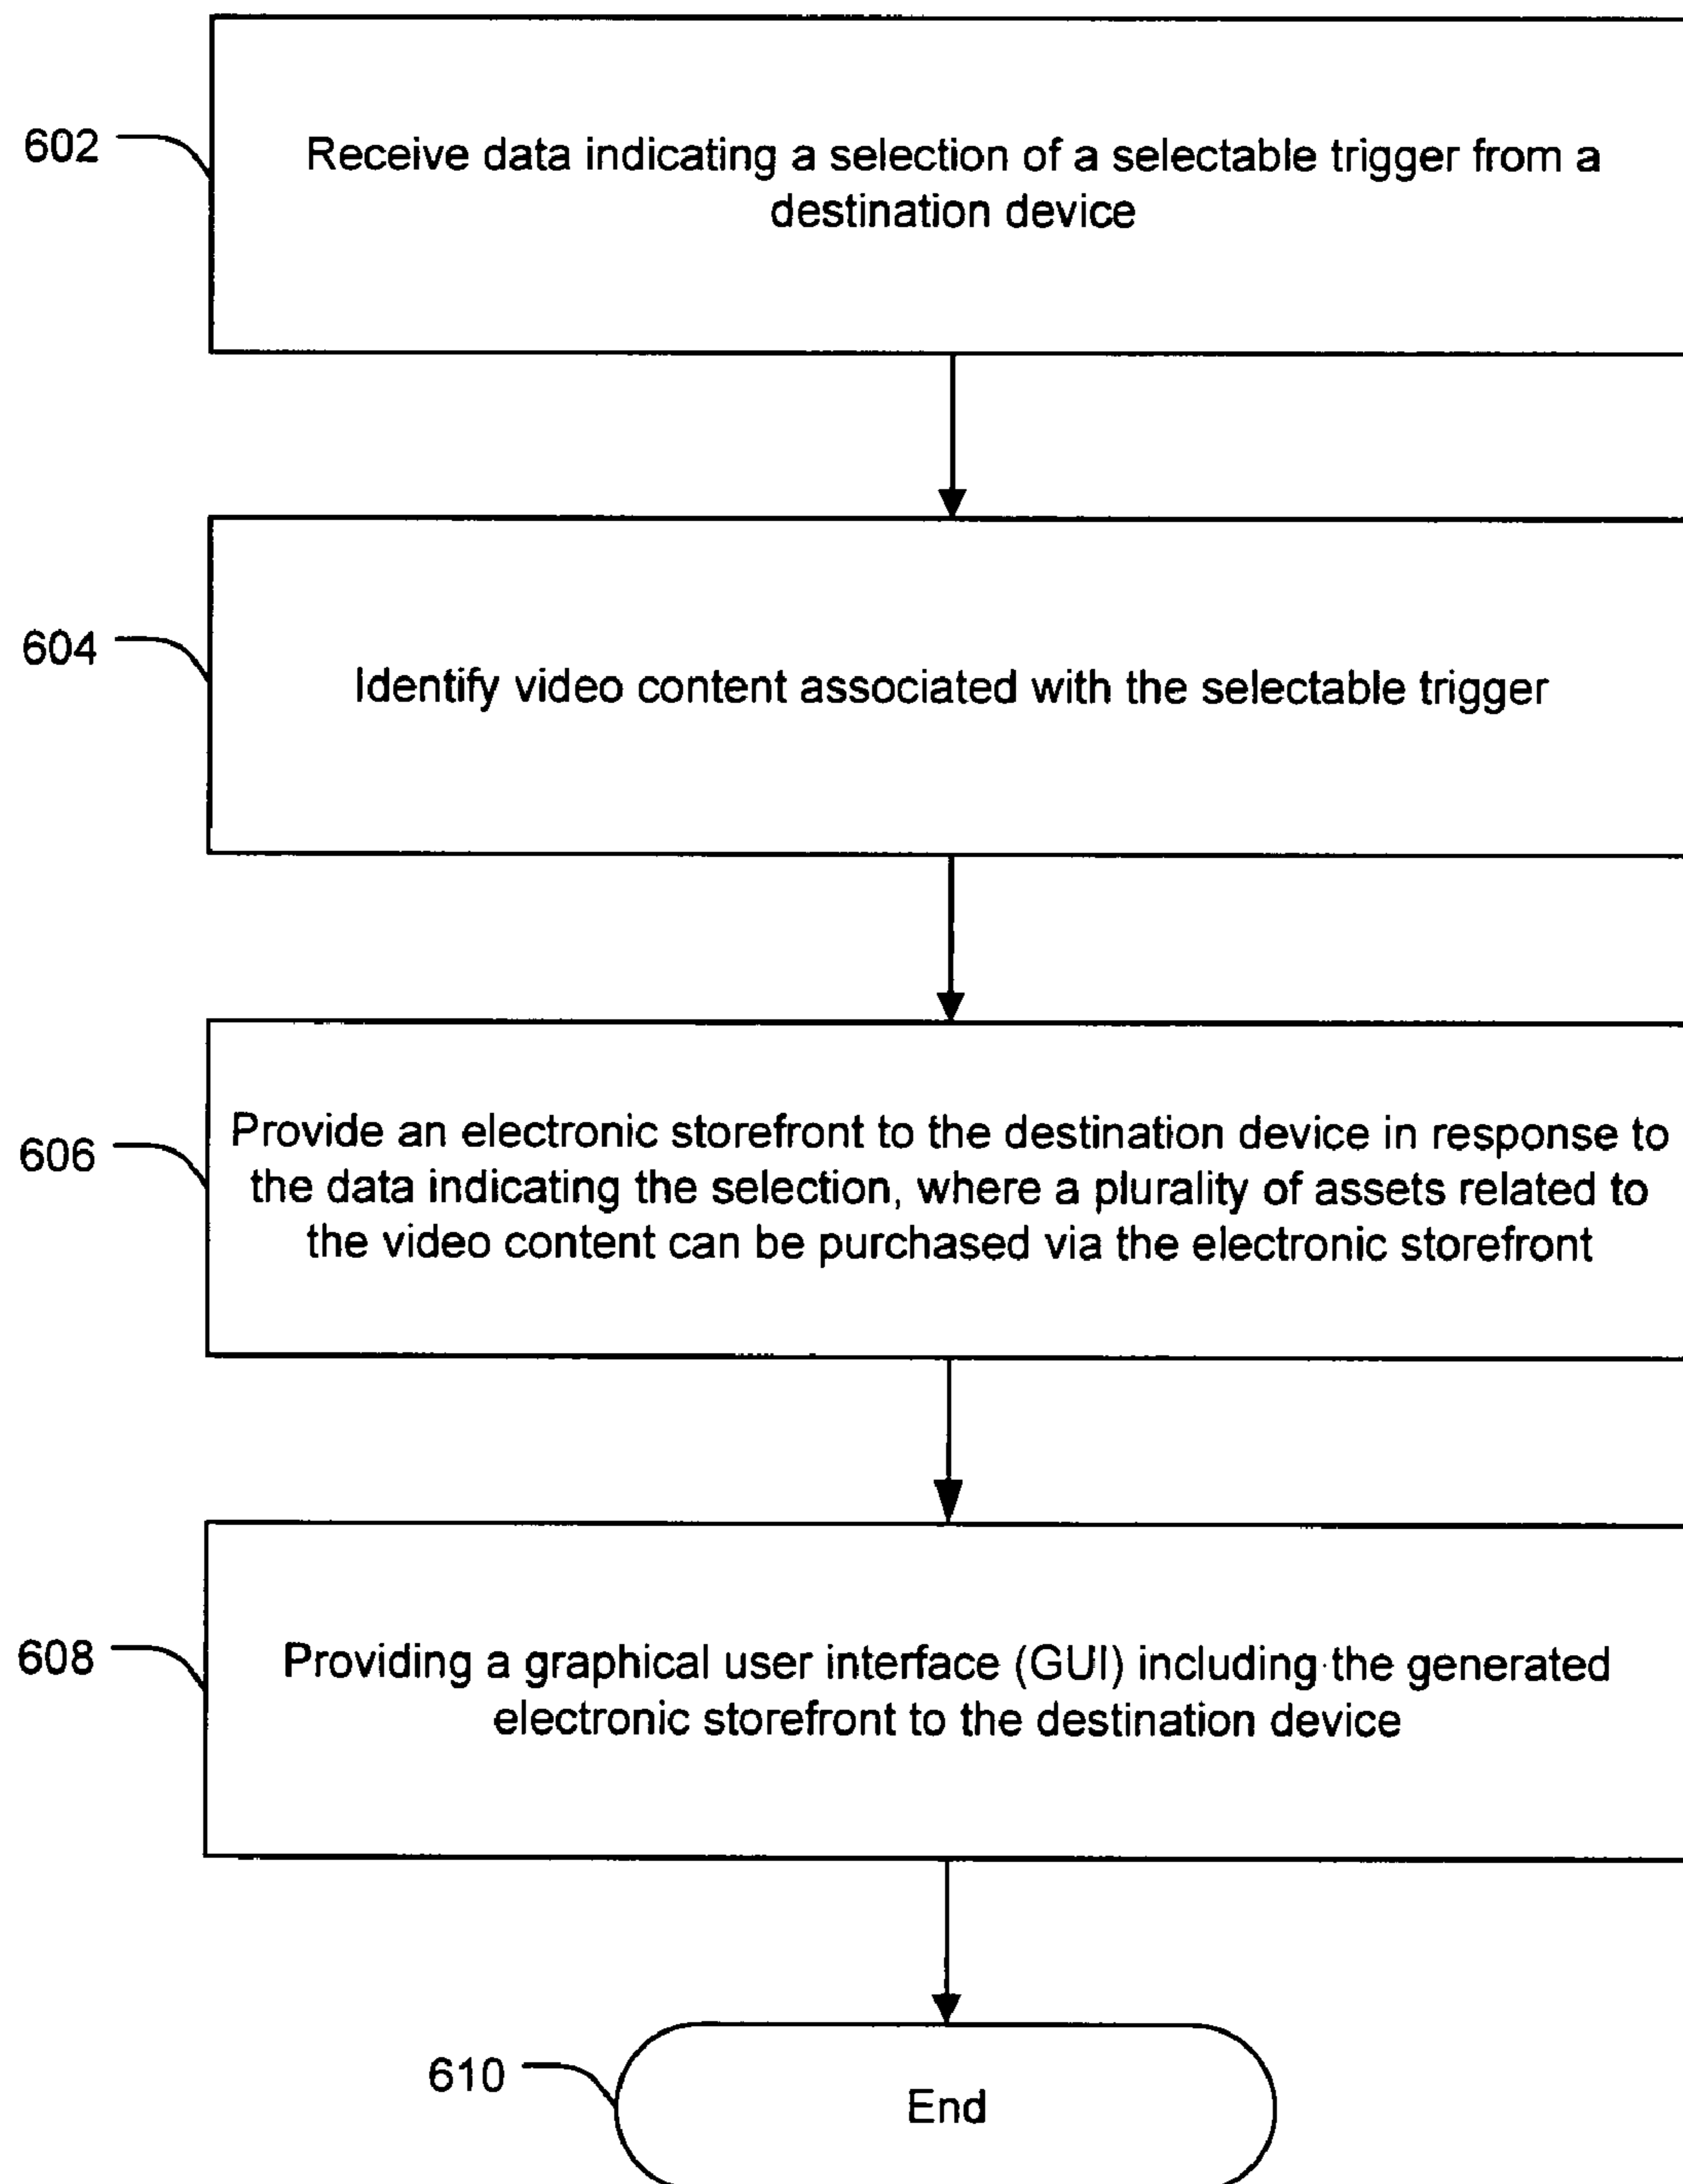 602
Receive data indicating a selection of a selectable trigger from a
destination device
604
Identify video content associated with the selectable trigger
606
Provide an electronic storefront to the destination device in response to
the data indicating the selection, where a plurality of assets related to
the video content can be purchased via the electronic storefront
608
Providing a graphical user interface (GUI) including the generated
electronic storefront to the destination device
610
End